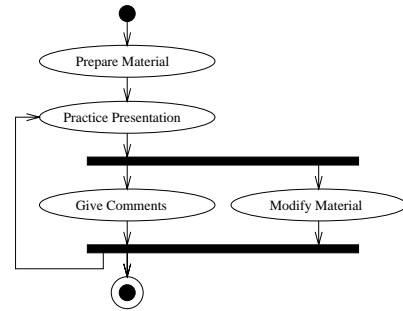 Prepare Material
Practice Presentation
Give Comments
Modify Material